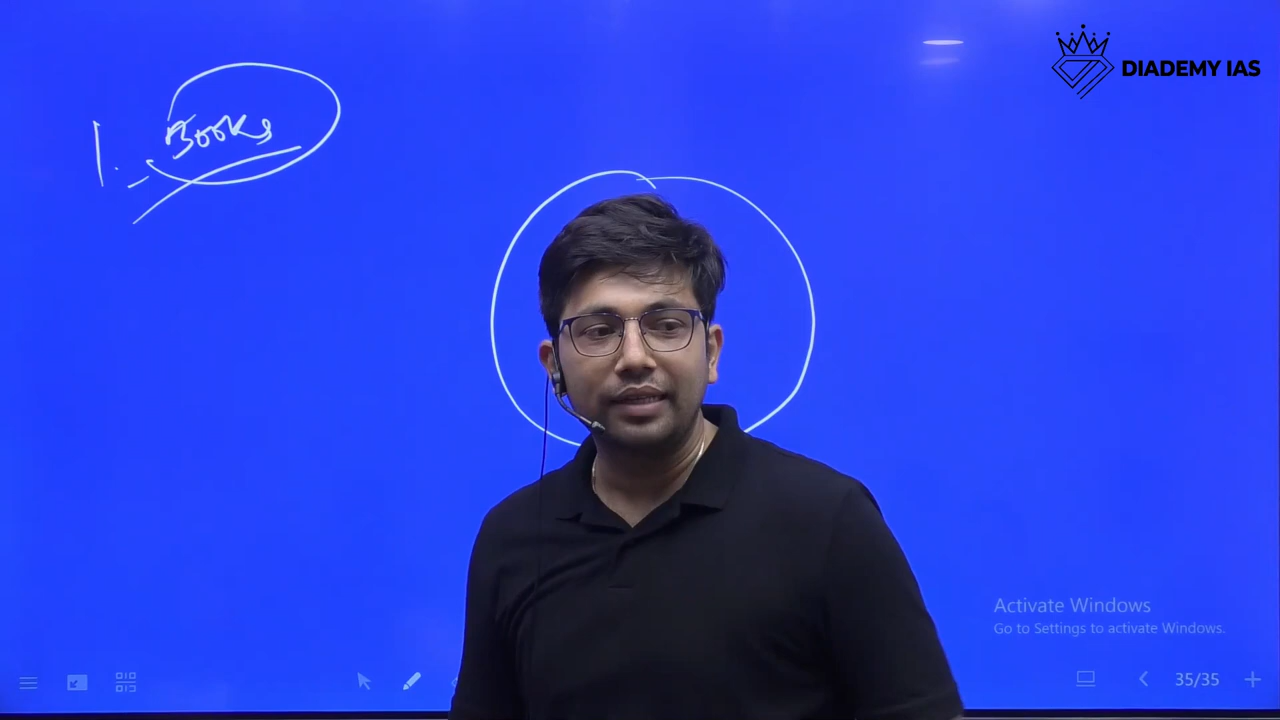 DIADEMY IAS
1. Books
Activate Windows
Go to Settings to activate Windows.
35/35